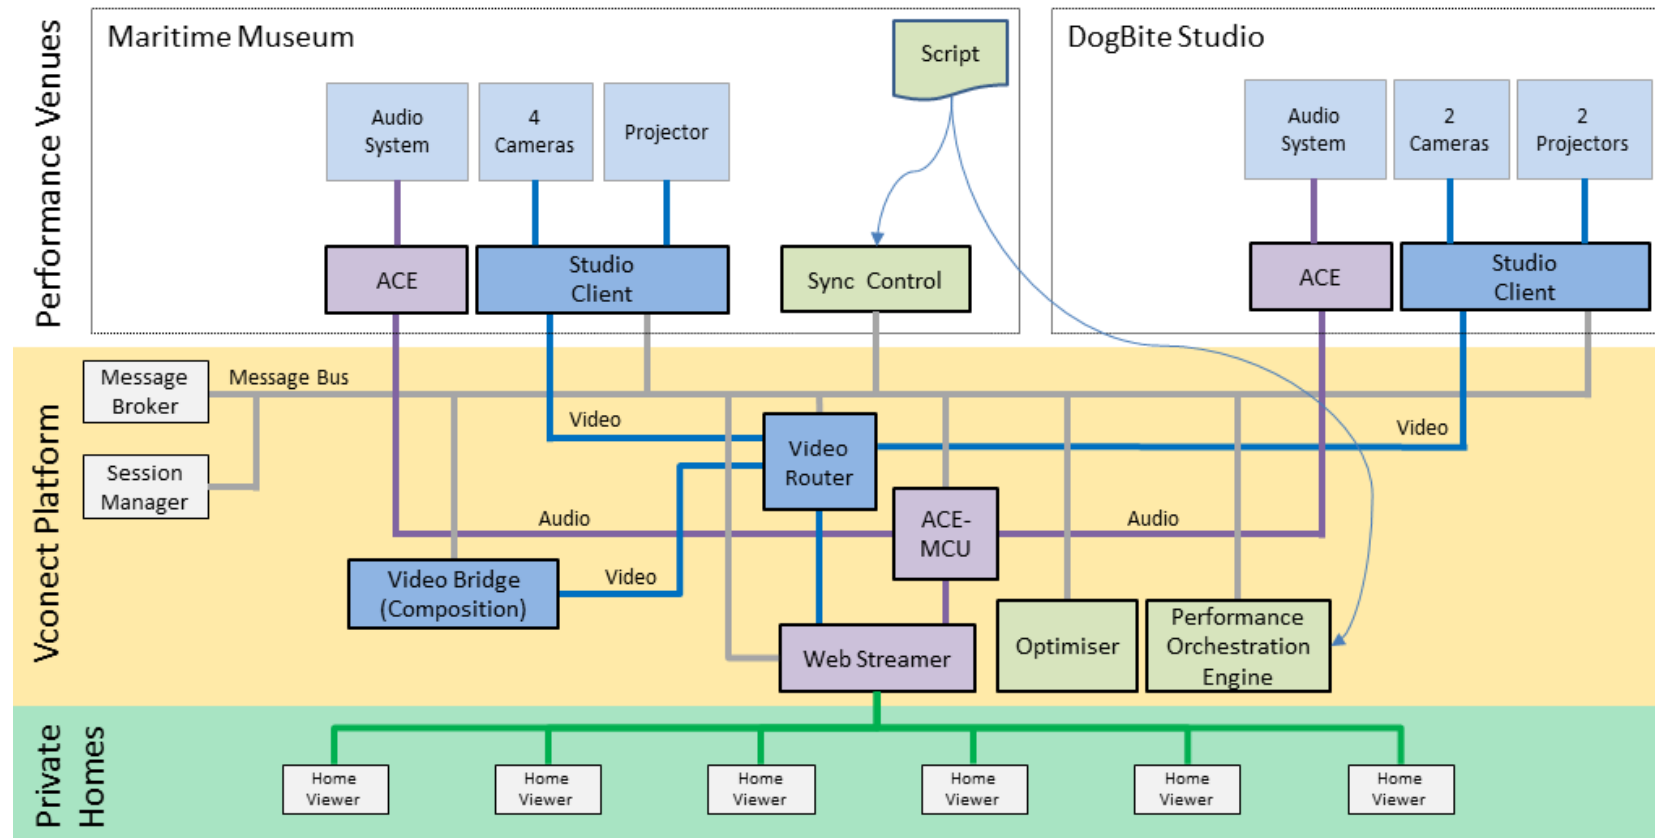 Performance Venues
Maritime Museum
Script
DogBite Studio
Audio
System
4
Cameras
Projector
Audio
System
2
Cameras
2
Projectors
ACE
Studio
Client
Sync Control
ACE
Studio
Client
Vconnect Platform
Message
Broker
Message Bus
Video
Video
Router
Video
Session
Manager
Audio
ACE-
MCU
Audio
Video Bridge
(Composition)
Video
Web Streamer
Optimiser
Performance
Orchestration
Engine
Private
Homes
Home
Viewer
Home
Viewer
Home
Viewer
Home
Viewer
Home
Viewer
Home
Viewer